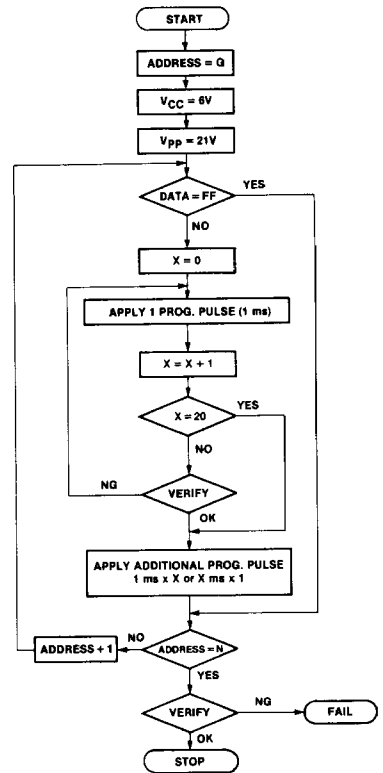 START
ADDRESS = G
VCC = 6V
Vpp = 21V
DATA = FF
YES
NO
X = 0
APPLY 1 PROG. PULSE (1 ms)
X = X + 1
X = 20
YES
NO
NG
VERIFY
OK
APPLY ADDITIONAL PROG. PULSE
1 ms x X or X ms x 1
ADDRESS + 1
NO
ADDRESS = N
YES
VERIFY
NG
FAIL
OK
STOP